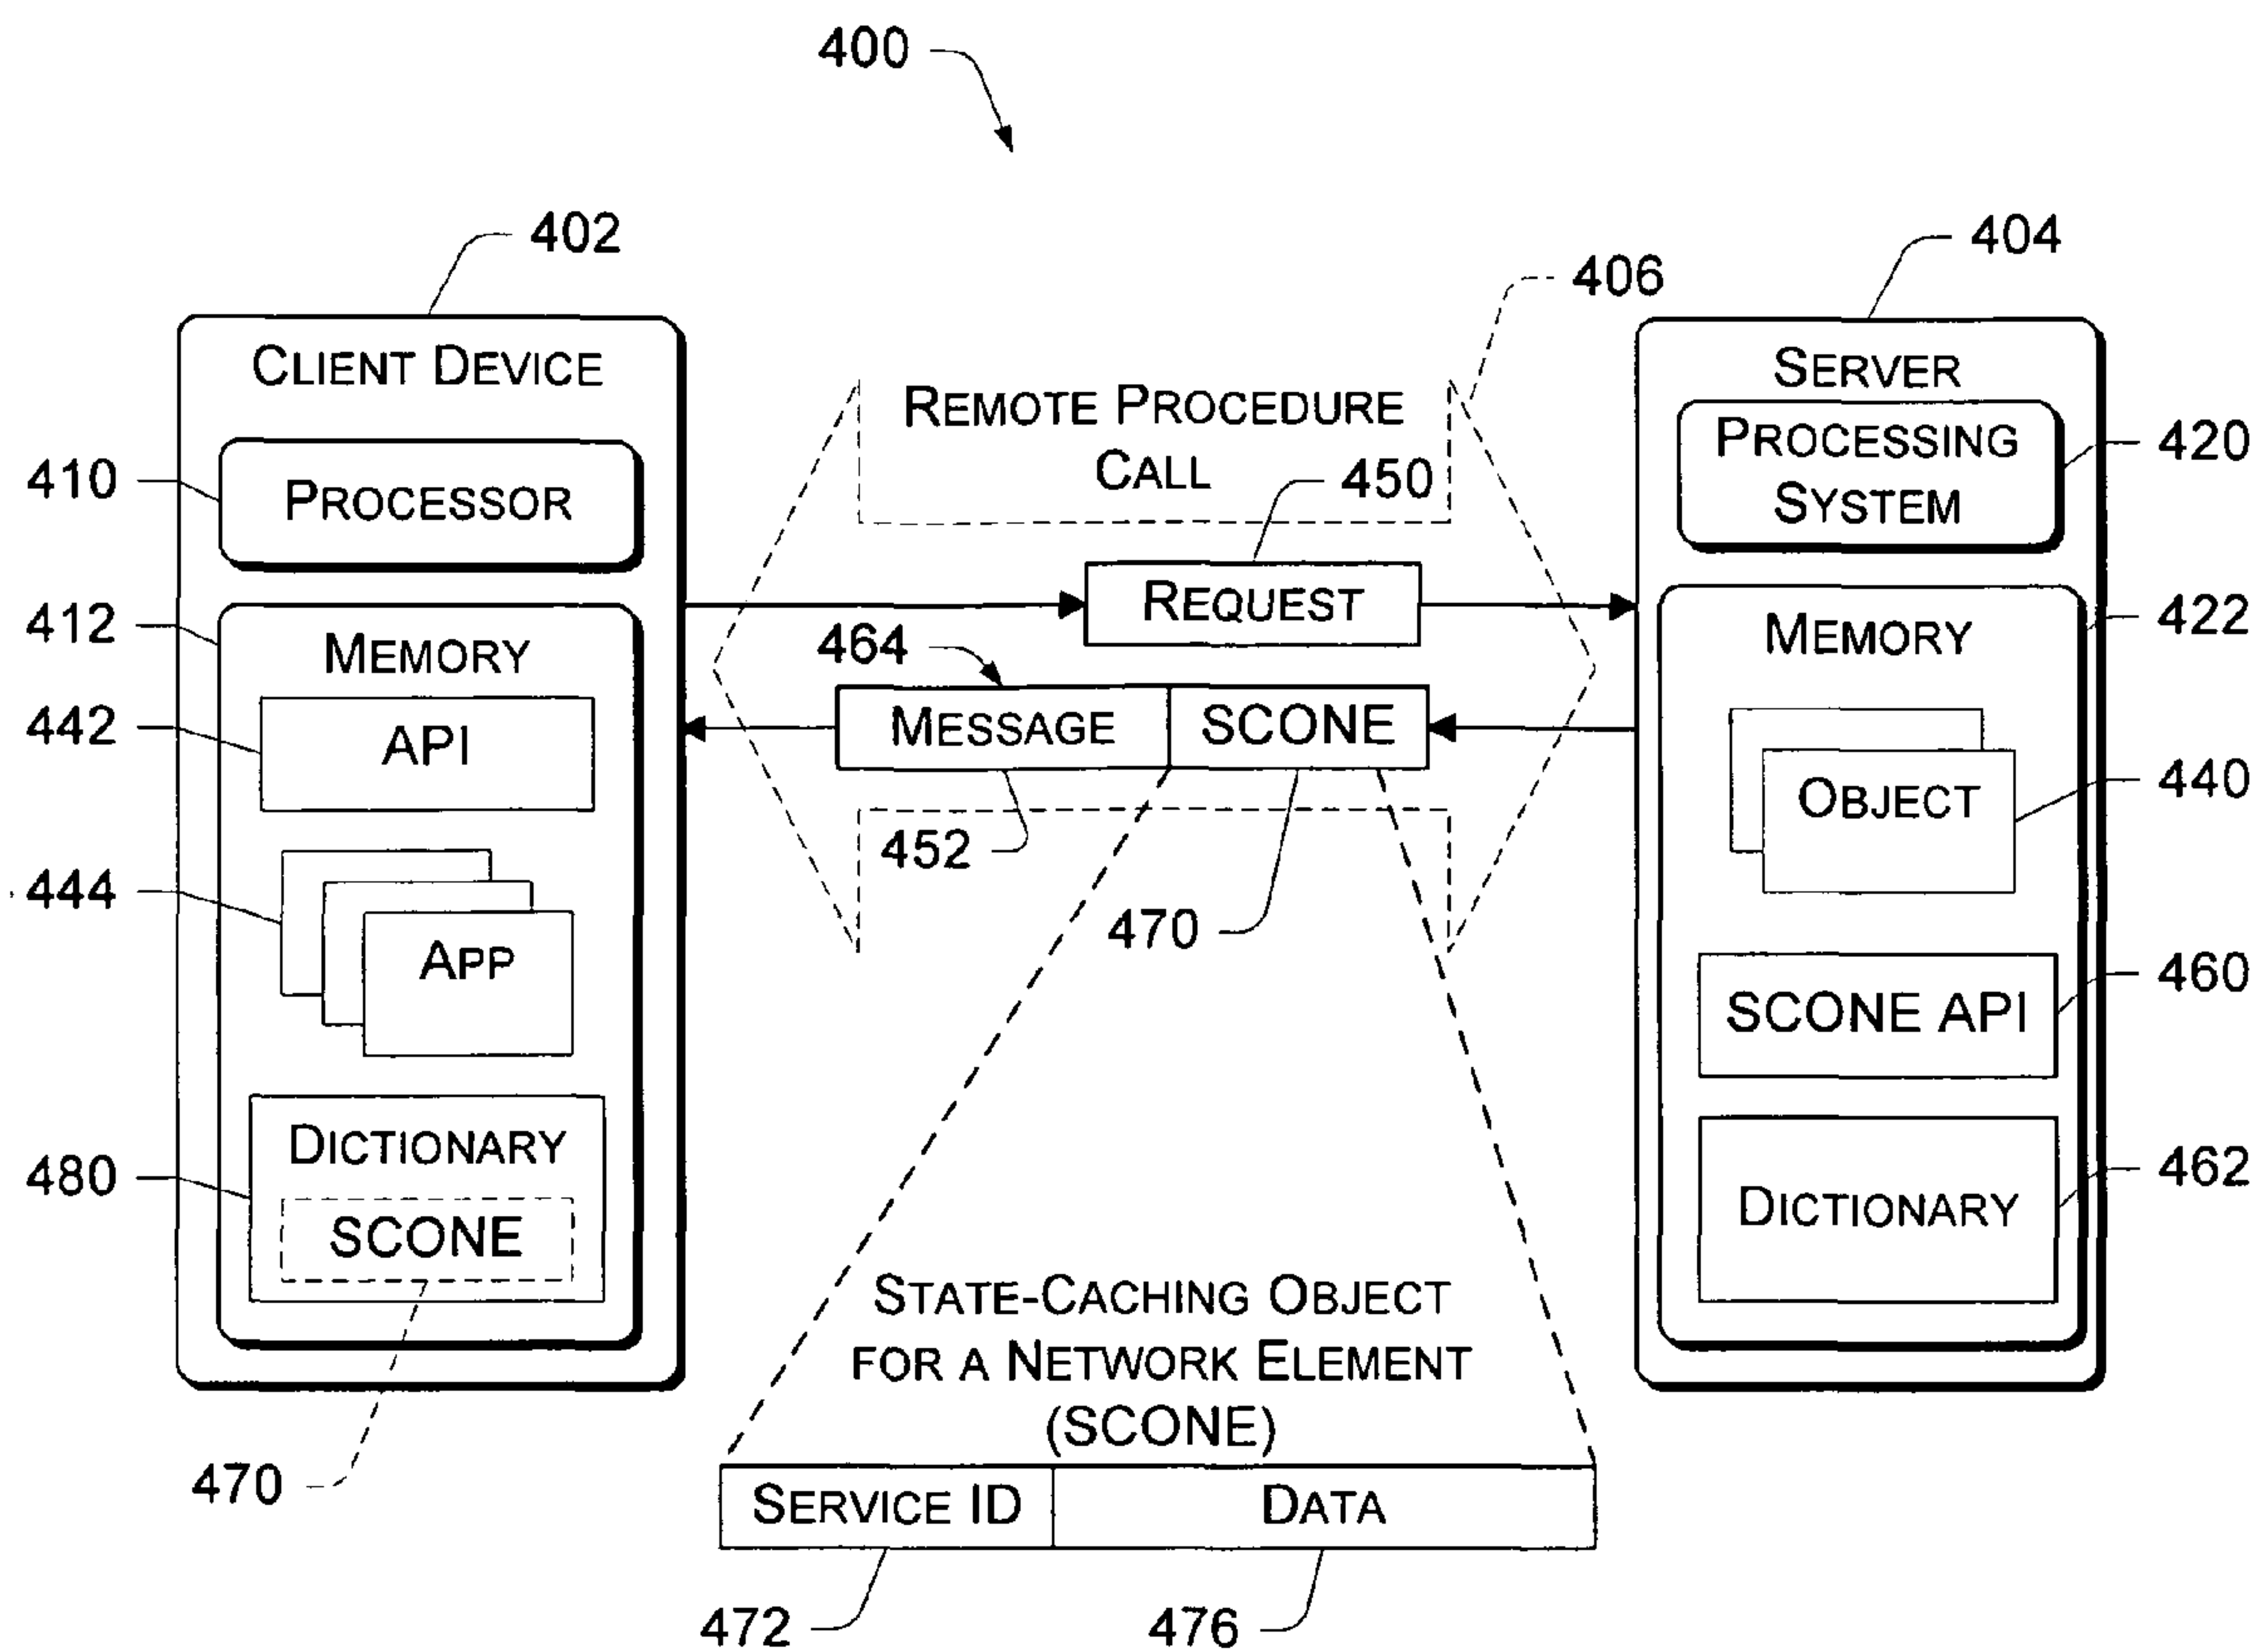 400
402
404
406
CLIENT DEVICE
410
PROCESSOR
412
MEMORY
442
API
444
APP
480
DICTIONARY
SCONE
470
REMOTE PROCEDURE
CALL
450
REQUEST
464
MESSAGE
SCONE
452
470
STATE-CACHING OBJECT
FOR A NETWORK ELEMENT
(SCONE)
SERVICE ID
DATA
472
476
SERVER
PROCESSING
SYSTEM
420
MEMORY
422
OBJECT
440
SCONE API
460
DICTIONARY
462